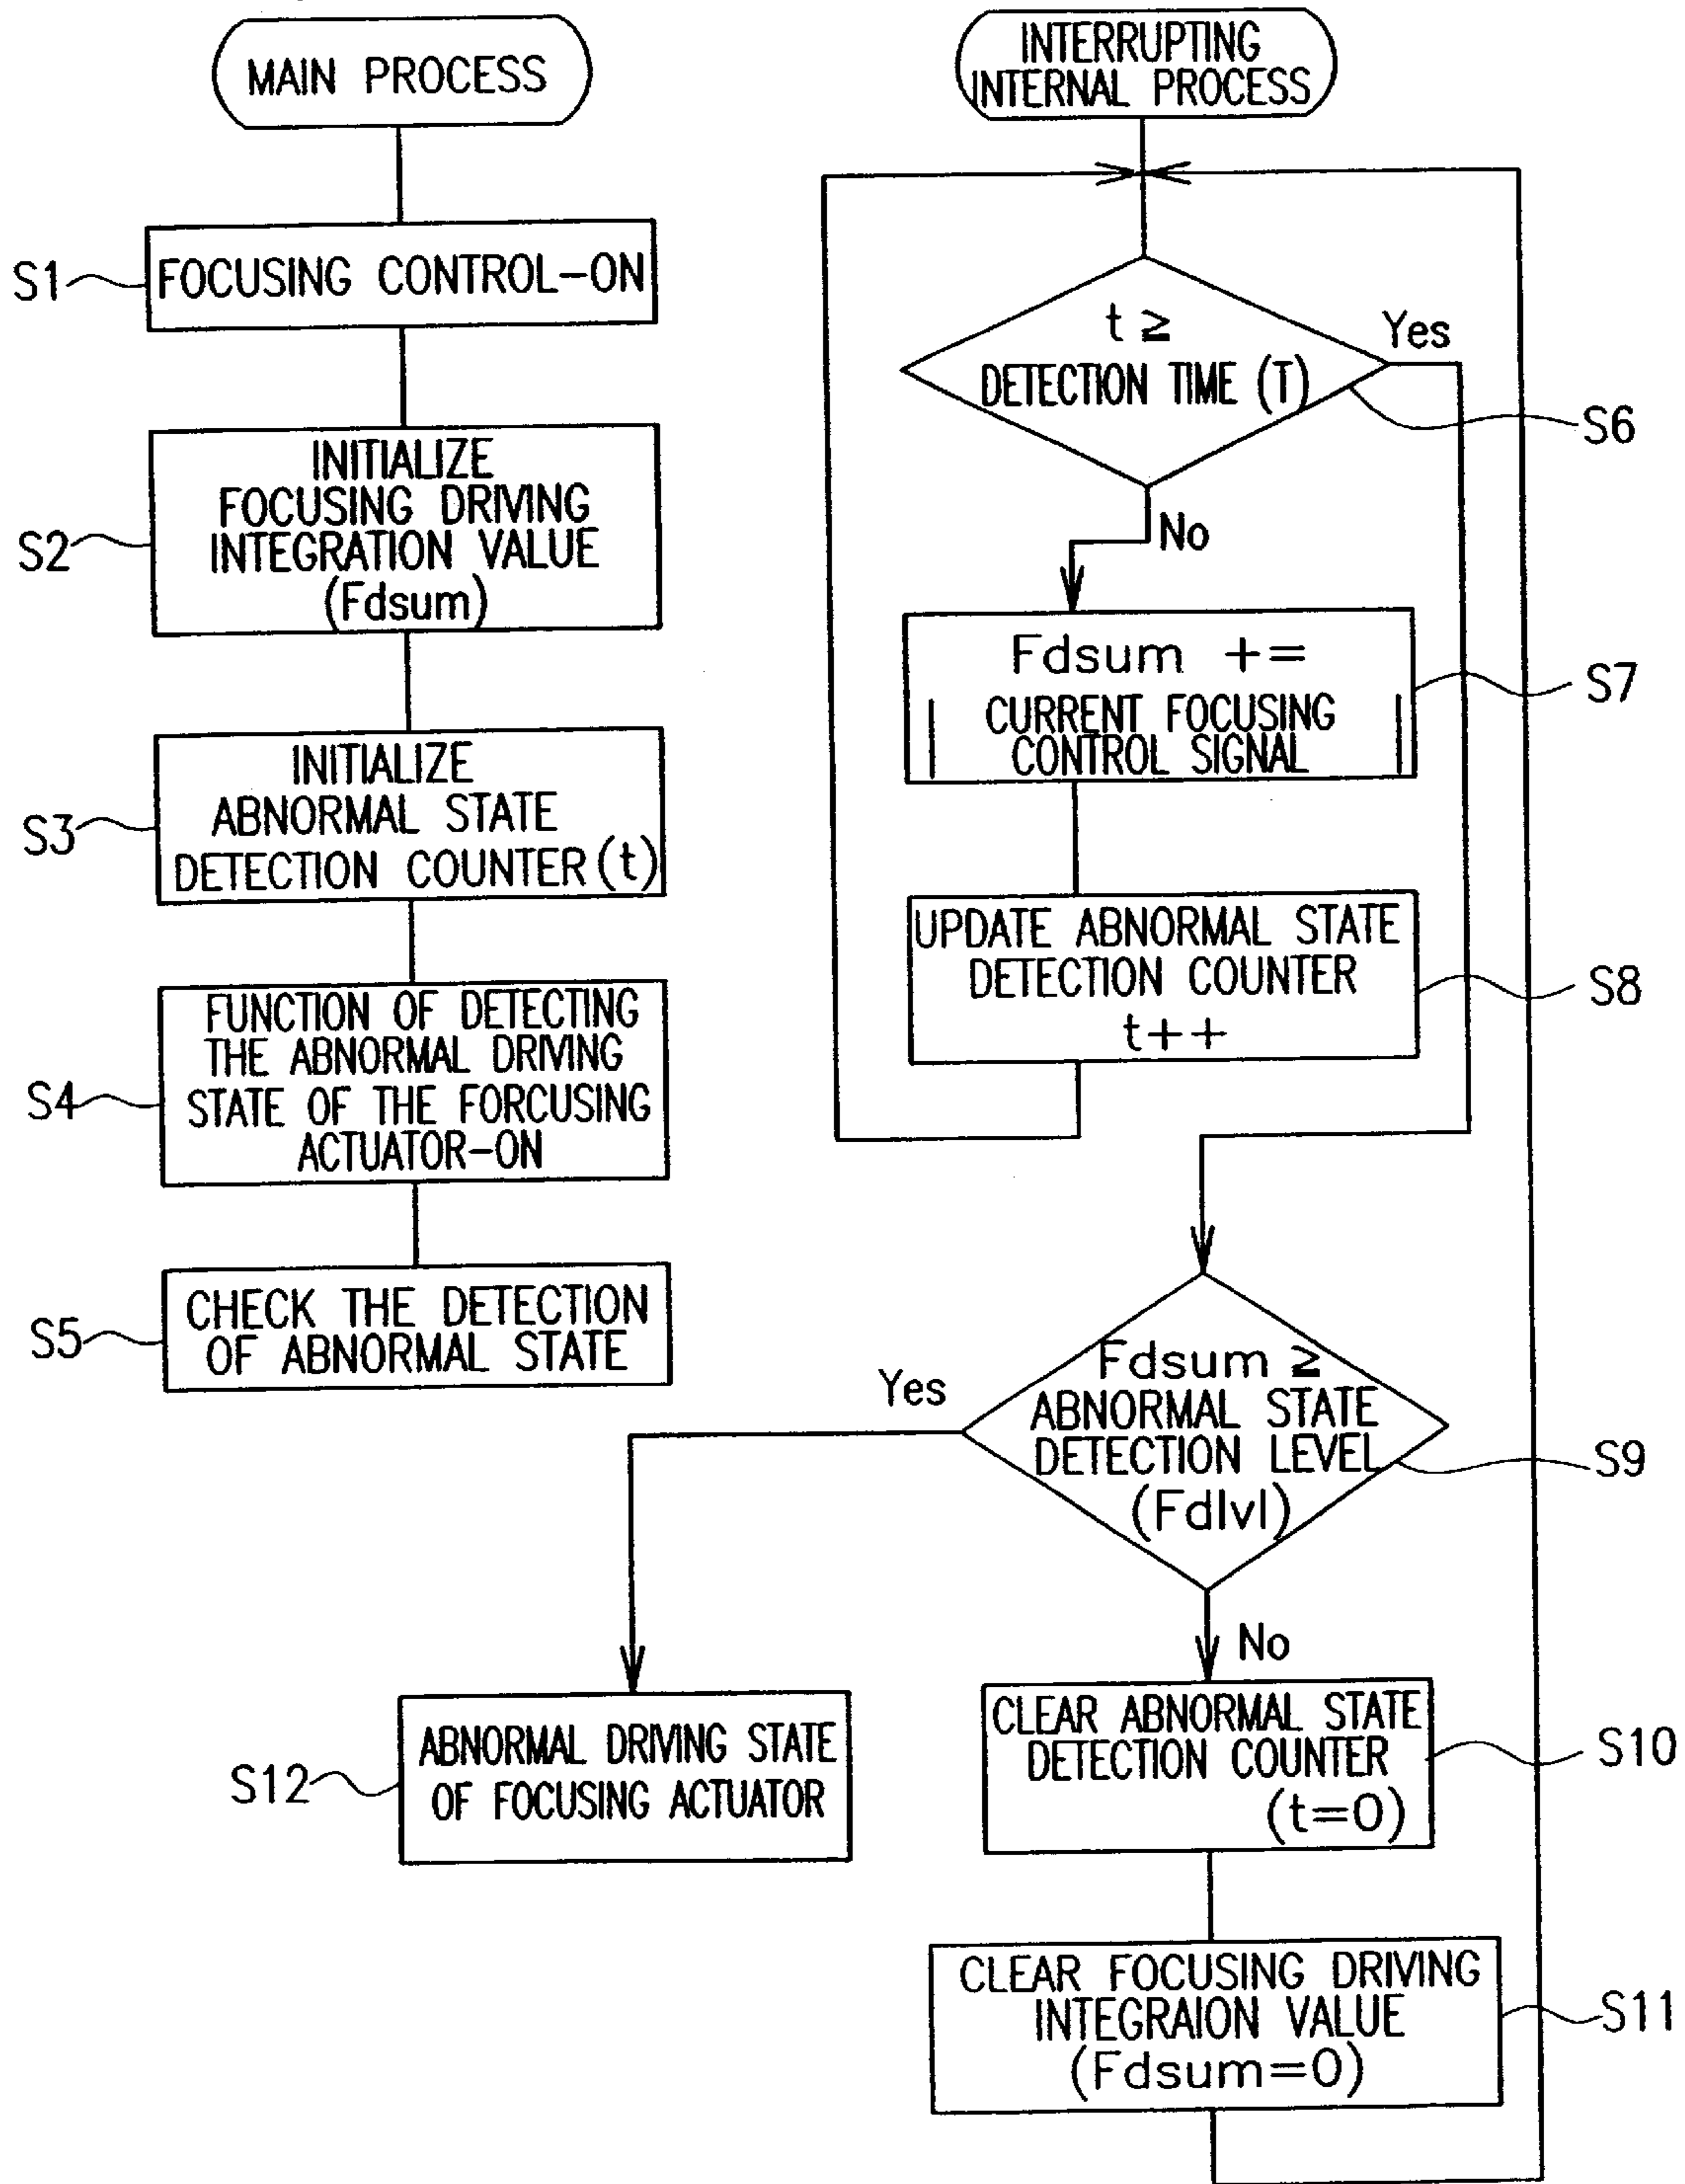 MAIN PROCESS
S1
FOCUSING CONTROL-ON
S2
INITIALIZE
FOCUSING DRIVING
INTEGRATION VALUE
(Fdsum)
S3
INITIALIZE
ABNORMAL STATE
DETECTION COUNTER (t)
S4
FUNCTION OF DETECTING
THE ABNORMAL DRIVING
STATE OF THE FORCUSING
ACTUATOR-ON
S5
CHECK THE DETECTION
OF ABNORMAL STATE
INTERRUPTING
INTERNAL PROCESS
t ≥
DETECTION TIME (T)
Yes
S6
No
Fdsum +=
| CURRENT FOCUSING
CONTROL SIGNAL |
S7
UPDATE ABNORMAL STATE
DETECTION COUNTER
t++
S8
Fdsum ≥
ABNORMAL STATE
DETECTION LEVEL
(Fdlvl)
S9
Yes
No
S12
ABNORMAL DRIVING STATE
OF FOCUSING ACTUATOR
CLEAR ABNORMAL STATE
DETECTION COUNTER
(t=0)
S10
CLEAR FOCUSING DRIVING
INTEGRAION VALUE
(Fdsum=0)
S11